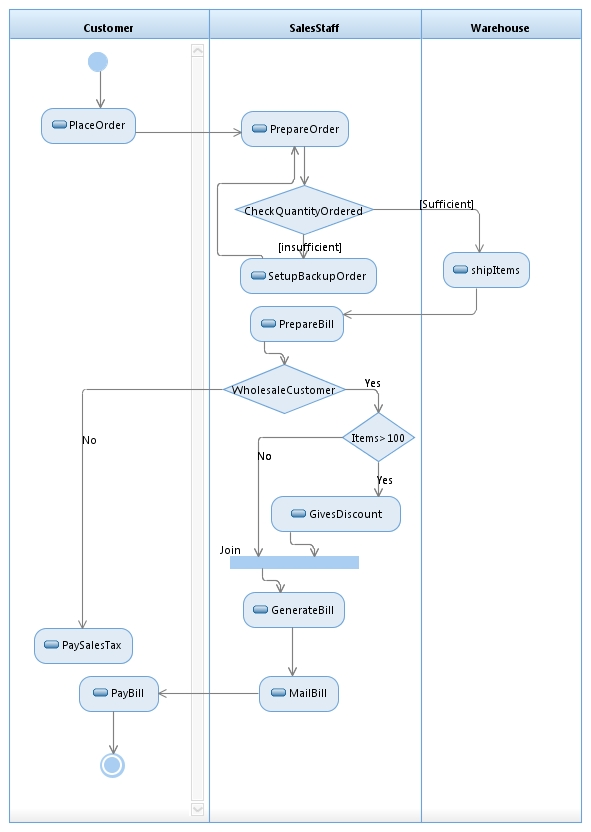 Customer
SalesStaff
Warehouse
PlaceOrder
PrepareOrder
CheckQuantityOrdered
[Sufficient]
[insufficient]
SetupBackupOrder
shipItems
PrepareBill
WholesaleCustomer
Yes
No
Items>100
No
Yes
GivesDiscount
Join
GenerateBill
PaySalesTax
PayBill
MailBill